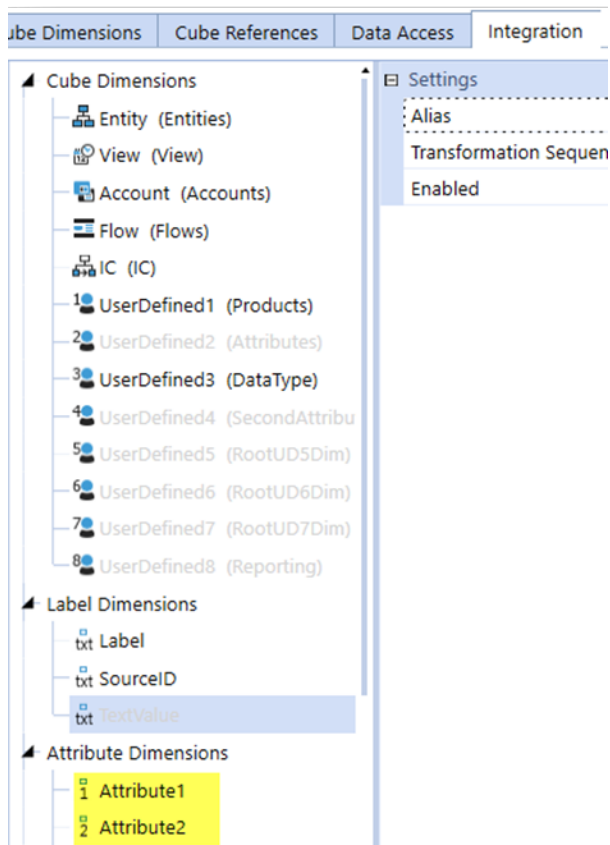 ube Dimensions
Cube References
Data Access
Integration
Cube Dimensions
Entity (Entities)
View (View)
Account (Accounts)
Flow (Flows)
IC (IC)
1 UserDefined1 (Products)
2 UserDefined2 (Attributes)
3 UserDefined3 (DataType)
4 UserDefined4 (SecondAttribu
5 UserDefined5 (RootUD5Dim)
6 UserDefined6 (RootUD6Dim)
7 UserDefined7 (RootUD7Dim)
8 UserDefined8 (Reporting)
Label Dimensions
txt Label
txt SourceID
txt TextValue
Attribute Dimensions
1 Attribute1
2 Attribute2
Settings
Alias
Transformation Sequen
Enabled